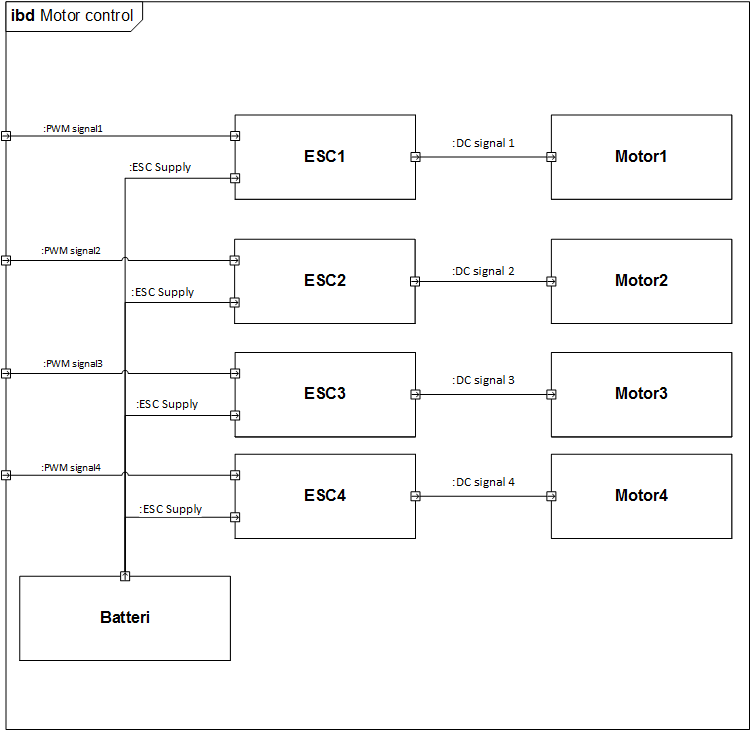 ibd Motor control
:PWM signal1
ESC1
:DC signal 1
Motor1
:ESC Supply
:PWM signal2
ESC2
:DC signal 2
Motor2
:ESC Supply
:PWM signal3
ESC3
:DC signal 3
Motor3
:ESC Supply
:PWM signal4
ESC4
:DC signal 4
Motor4
:ESC Supply
Batteri